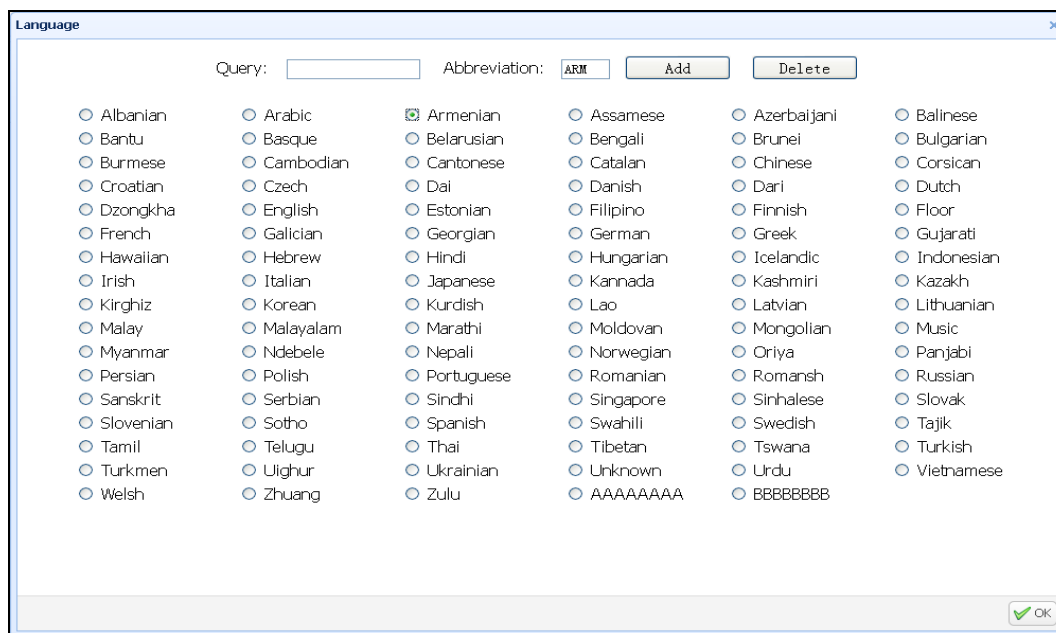 Language
Query: Abbreviation: ARM Add Delete
Albanian Arabic Armenian Assamese Azerbaijani Balinese
Bantu Basque Belarusian Bengali Brunei Bulgarian
Burmese Cambodian Cantonese Catalan Chinese Corsican
Croatian Czech Dai Danish Dari Dutch
Dzongkha English Estonian Filipino Finnish Floor
French Galician Georgian German Greek Gujarati
Hawaiian Hebrew Hindi Hungarian Icelandic Indonesian
Irish Italian Japanese Kannada Kashmiri Kazakh
Kirghiz Korean Kurdish Lao Latvian Lithuanian
Malay Malayalam Marathi Moldovan Mongolian Music
Myanmar Ndebele Nepali Norwegian Oriya Panjabi
Persian Polish Portuguese Romanian Romansh Russian
Sanskrit Serbian Sindhi Singapore Sinhalese Slovak
Slovenian Sotho Spanish Swahili Swedish Tajik
Tamil Telugu Thai Tibetan Tswana Turkish
Turkmen Uighur Ukrainian Unknown Urdu Vietnamese
Welsh Zhuang Zulu AAAAAAAA BBBBBBBB
OK